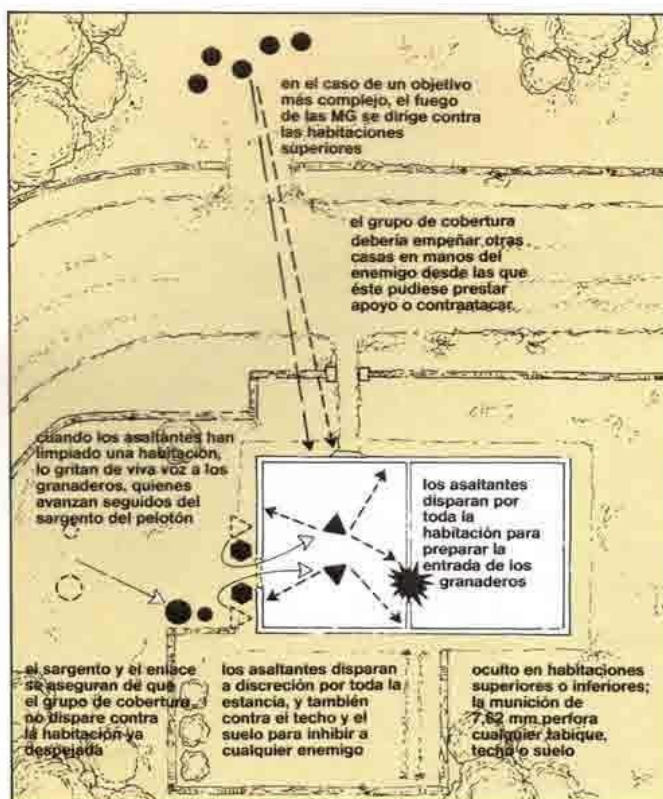 en el caso de un objetivo
más complejo, el fuego
de las MG se dirige contra
las habitaciones
superiores
el grupo de cobertura
debería empeñar otras
casas en manos del
enemigo desde las que
éste pudiese prestar
apoyo o contraatacar
cuando los asaltantes han
limpiado una habitación,
lo gritan de viva voz a los
granaderos, quienes
avanzan seguidos del
sargento del pelotón
los asaltantes
disparan por
toda la
habitación para
preparar la
entrada de los
granaderos
el sargento y el enlace
se aseguran de que
el grupo de cobertura
no dispare contra
la habitación ya
despejada
los asaltantes disparan
a discreción por toda la
estancia, y también
contra el techo y el
suelo para inhibir a
cualquier enemigo
oculto en habitaciones
superiores o inferiores;
la munición de
7,62 mm perfora
cualquier tabique,
techo o suelo